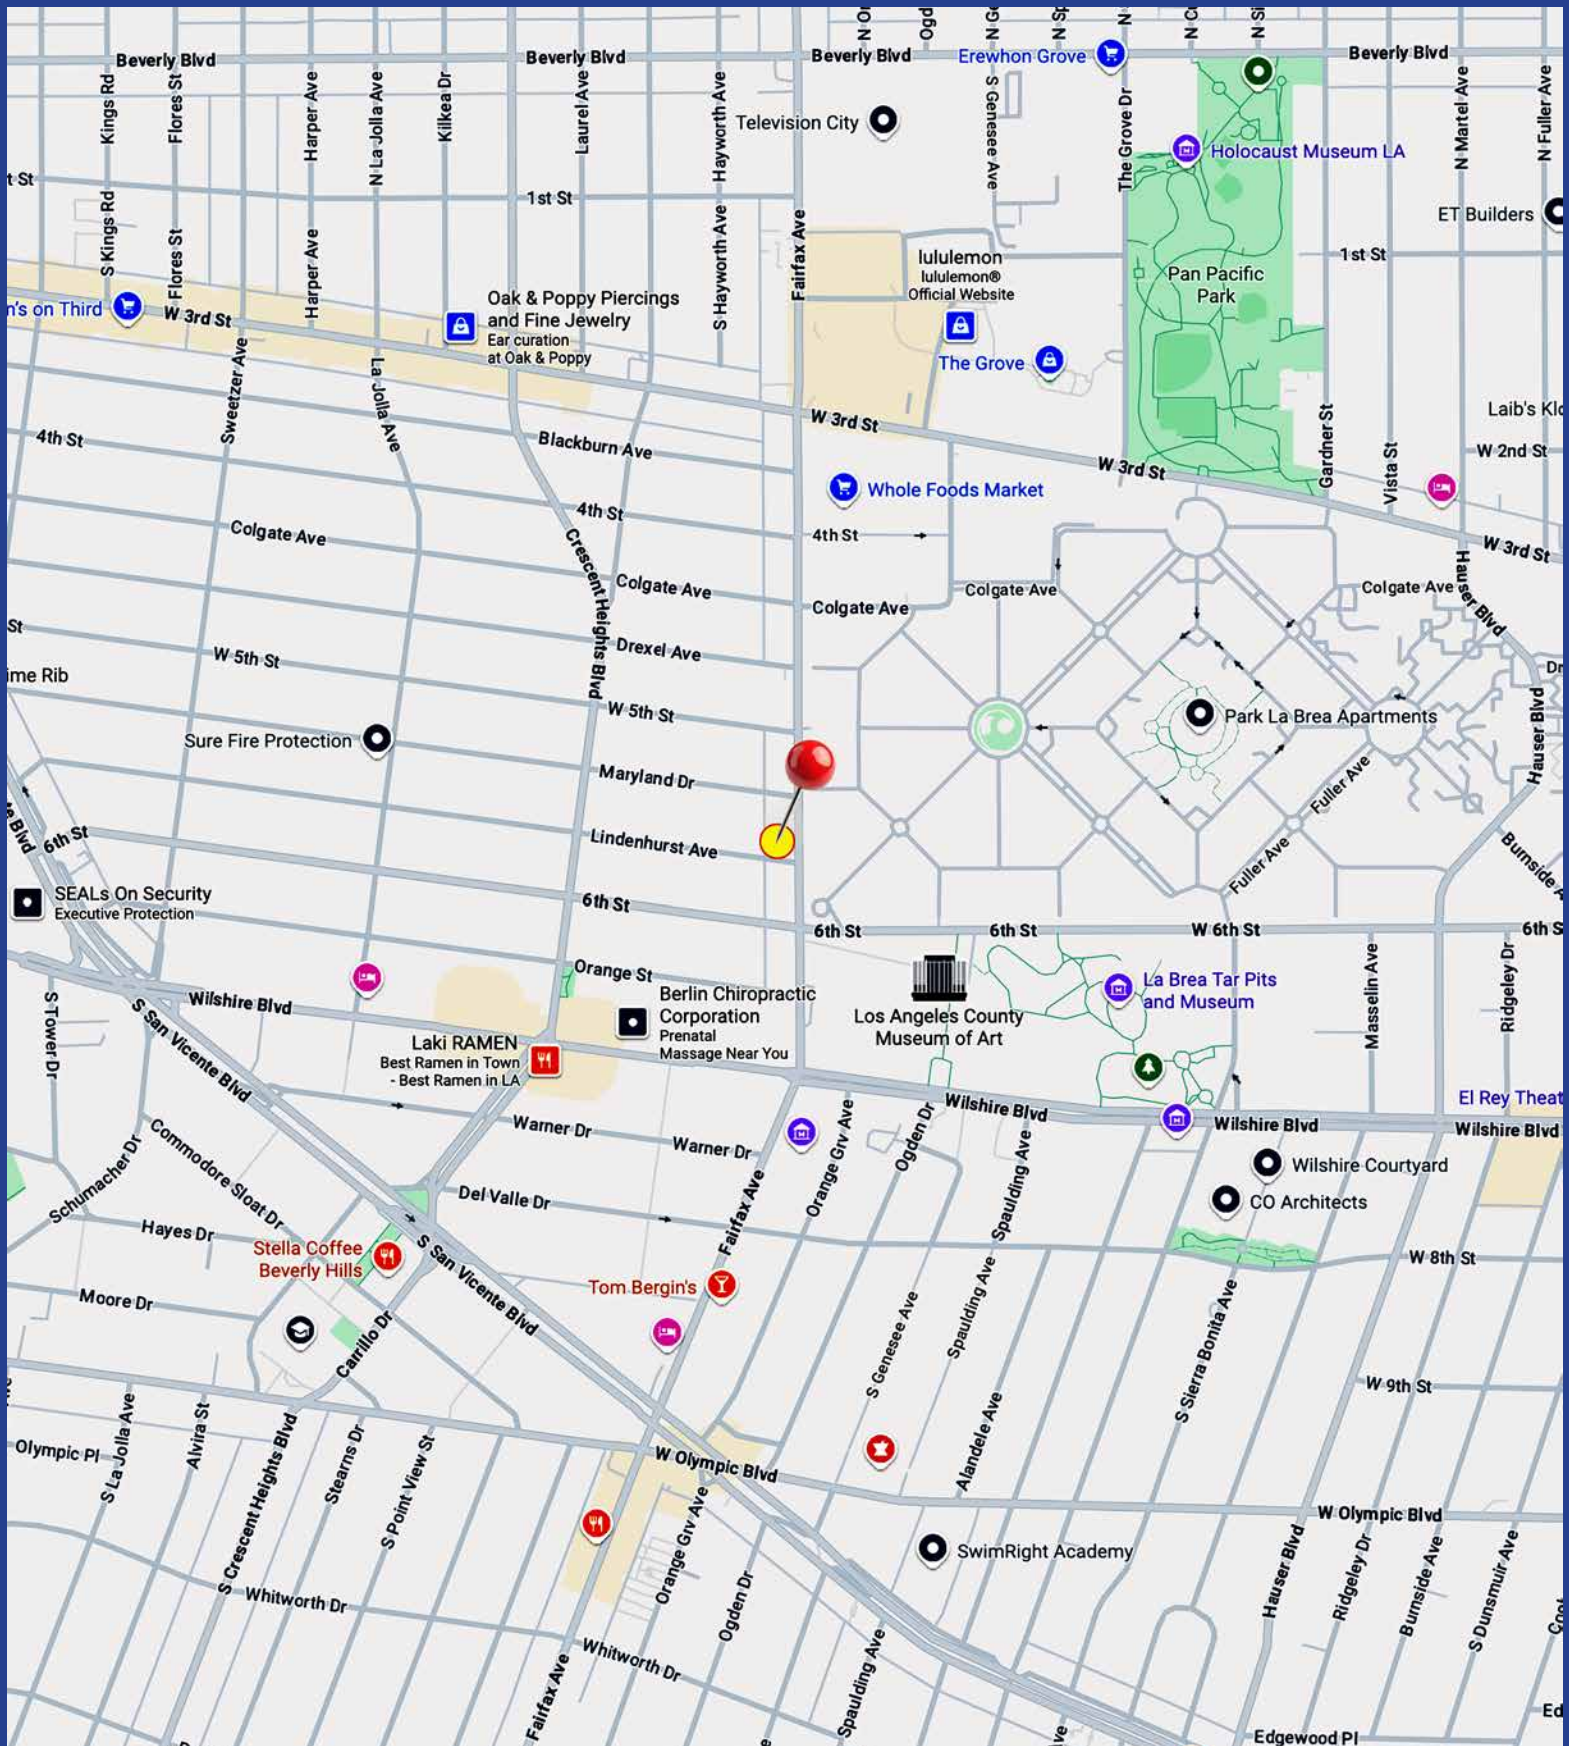 N Or
Ogd
N Ge
N Sp
N
N C
N Si
Beverly Blvd
Beverly Blvd
Beverly Blvd
Erewhon Grove
Beverly Blvd
Kings Rd
Flores St
Harper Ave
N La Jolla Ave
Kilkea Dr
Laurel Ave
Hayworth Ave
Television City
S Genesee Ave
The Grove Dr
Holocaust Museum LA
N Martel Ave
N Fuller Ave
t St
1st St
ET Builders
S Kings Rd
Flores St
Harper Ave
S Hayworth Ave
Fairfax Ave
1st St
lululemon
lululemon®
Official Website
Pan Pacific
Park
n's on Third
W 3rd St
Oak & Poppy Piercings
and Fine Jewelry
Ear curation
at Oak & Poppy
The Grove
Sweetzer Ave
La Jolla Ave
W 3rd St
Laib's Klo
4th St
Blackburn Ave
W 3rd St
Gardner St
Vista St
W 2nd St
Whole Foods Market
4th St
4th St
Colgate Ave
W 3rd St
Crescent Heights Blvd
Colgate Ave
Colgate Ave
Colgate Ave
Colgate Ave
Hauser Blvd
St
W 5th St
Drexel Ave
Dr
ime Rib
W 5th St
Sure Fire Protection
Park La Brea Apartments
Hauser Blvd
Maryland Dr
Fuller Ave
te Blvd
6th St
Lindenhurst Ave
Fuller Ave
Burnside A
SEALs On Security
Executive Protection
6th St
6th St
6th St
W 6th St
6th S
Orange St
Wilshire Blvd
Berlin Chiropractic
Corporation
Prenatal
Massage Near You
Los Angeles County
Museum of Art
La Brea Tar Pits
and Museum
Masselin Ave
Ridgeley Dr
S Tower Dr
S San Vicente Blvd
Laki RAMEN
Best Ramen in Town
- Best Ramen in LA
Wilshire Blvd
Wilshire Blvd
El Rey Theat
Wilshire Blvd
Warner Dr
Warner Dr
Orange Grv Ave
Ogden Dr
Spaulding Ave
Wilshire Courtyard
CO Architects
Schumacher Dr
Commodore Sloat Dr
Del Valle Dr
Fairfax Ave
Hayes Dr
Stella Coffee
Beverly Hills
S San Vicente Blvd
W 8th St
Moore Dr
Tom Bergin's
Spaulding Ave
S Genesee Ave
S Sierra Bonita Ave
Carrillo Dr
W 9th St
Olympic Pl
S La Jolla Ave
Alvira St
S Crescent Heights Blvd
Stearns Dr
S Point View St
W Olympic Blvd
Alandele Ave
W Olympic Blvd
Orange Grv Ave
SwimRight Academy
Hauser Blvd
Ridgeley Dr
Burnside Ave
S Dunsmuir Ave
Whitworth Dr
Ogden Dr
Whitworth Dr
Fairfax Ave
Spaulding Ave
Edgewood Pl
Ed